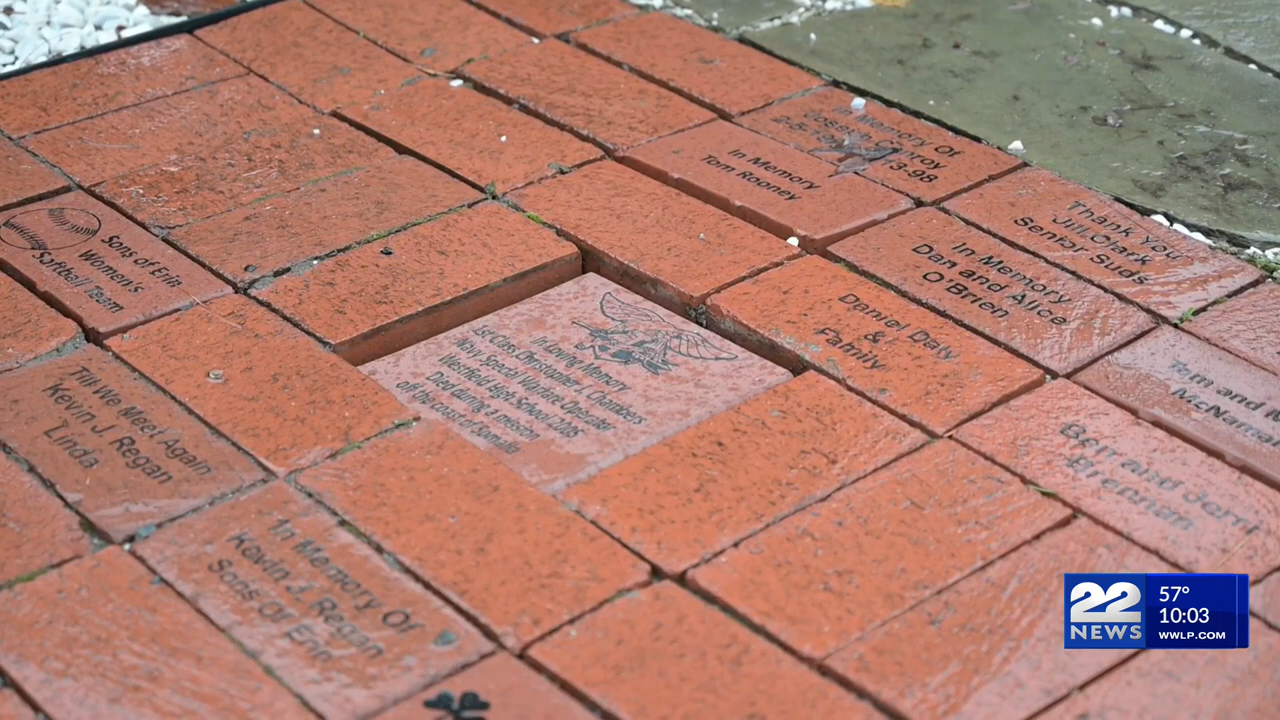 In Memory Of
Conroy
In Memory
Tom Rooney
Thank You
Jill Clark
Senior Suds
In Memory
Dan and Alice
O'Brien
Sons of Erin
Women's
Softball Team
Daniel Daly
&
Family
In Loving Memory
1st Class Christopher J. Chambers
Navy Special Warfare Operator
Westfield High School 2005
Died during a mission
off the coast of Somalia
Tom and
Till We Meet Again
Kevin J. Regan
Linda
and Jerri
Brennan
In Memory Of
Kevin J. Regan
Sons Of Erin
22
NEWS
57°
10:03
WWLP.COM